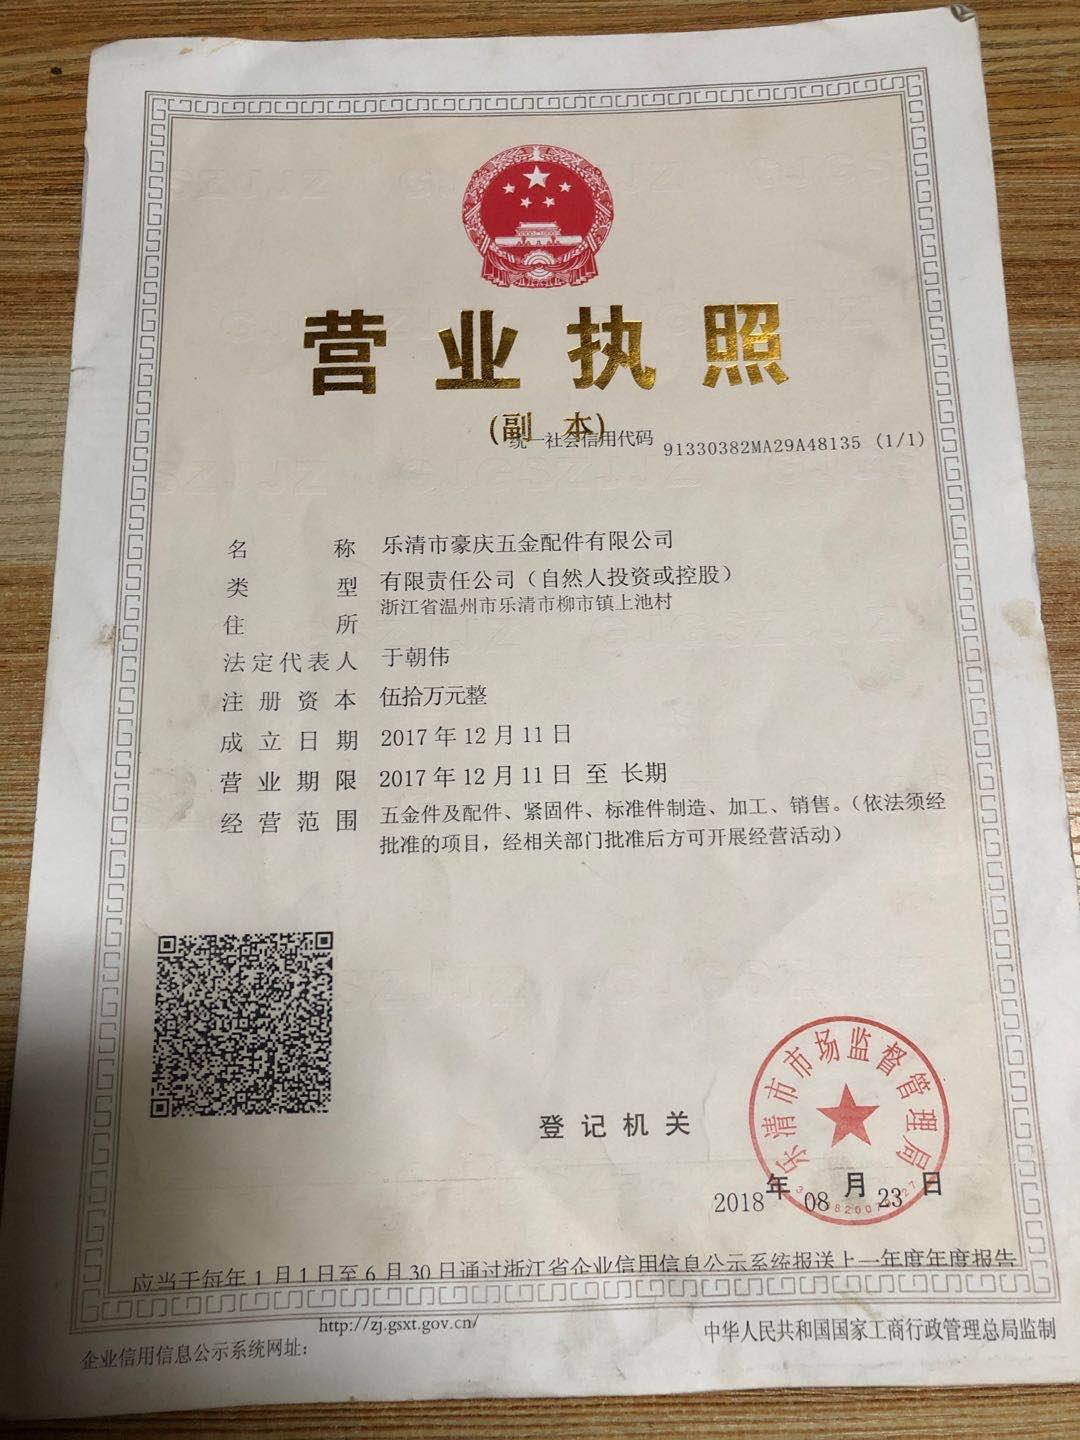 营业执照
(副 本)
统一社会信用代码 91330382MA29A48135 (1/1)
名 称 乐清市豪庆五金配件有限公司
类 型 有限责任公司（自然人投资或控股）
住 所 浙江省温州市乐清市柳市镇上池村
法定代表人 于朝伟
注册资本 伍拾万元整
成立日期 2017年12月11日
营业期限 2017年12月11日 至 长期
经营范围 五金件及配件、紧固件、标准件制造、加工、销售。（依法须经
批准的项目，经相关部门批准后方可开展经营活动）
乐清市市场监督管理局
登记机关
2018年08月23日
应当于每年1月1日至6月30日通过浙江省企业信用信息公示系统报送上一年度年度报告
企业信用信息公示系统网址: http://zj.gsxt.gov.cn/
中华人民共和国国家工商行政管理总局监制